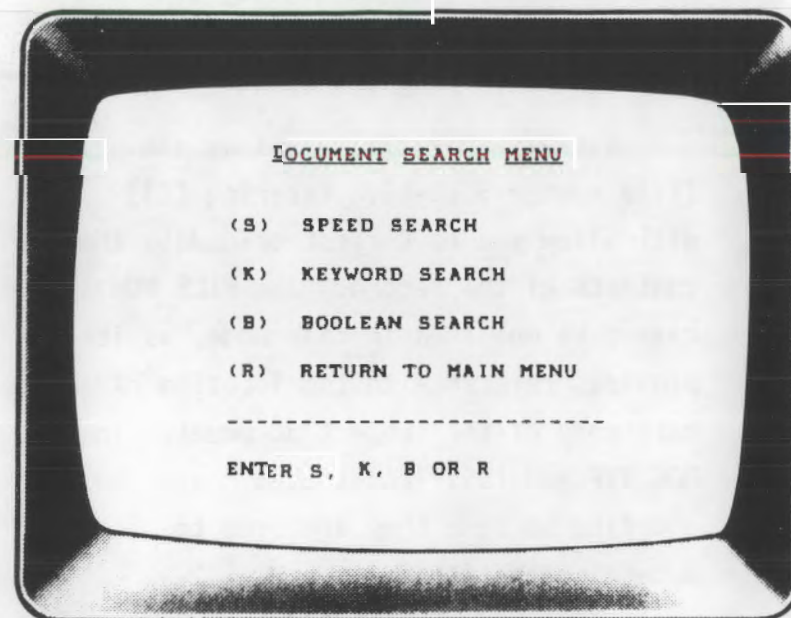 DOCUMENT SEARCH MENU
(S) SPEED SEARCH
(K) KEYWORD SEARCH
(B) BOOLEAN SEARCH
(R) RETURN TO MAIN MENU
--------------------------
ENTER S, K, B OR R